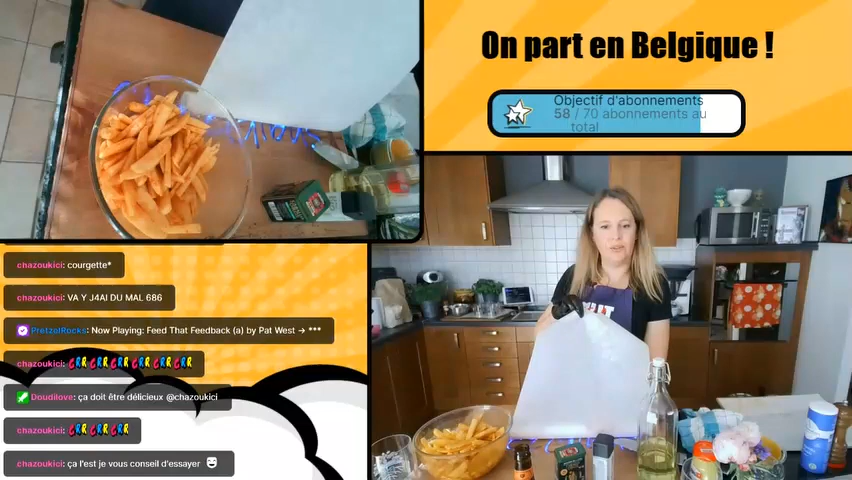 On part en Belgique !
Objectif d'abonnements
58 / 70 abonnements au
total
chazoukici: courgette*
chazoukici: VA Y J4AI DU MAL 686
PretzelRocks: Now Playing: Feed That Feedback (a) by Pat West → •••
chazoukici: GRR GRR GRR GRR GRR GRR GRR
Doudilove: ça doit être délicieux @chazoukici
chazoukici: GRR GRR GRR
chazoukici: ça l'est je vous conseil d'essayer